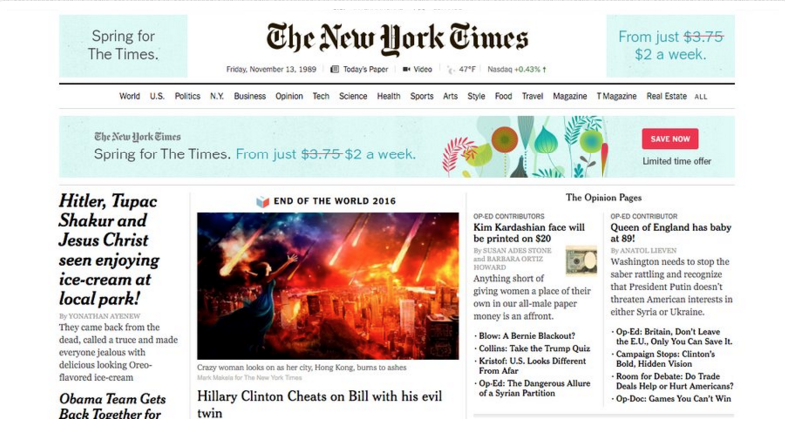 Spring for
The Times.
The New York Times
From just $3.75
$2 a week.
Friday, November 13, 1989
Today's Paper
Video
47°F
Nasdaq +0.43% ↑
World U.S. Politics N.Y. Business Opinion Tech Science Health Sports Arts Style Food Travel Magazine T Magazine Real Estate ALL
The New York Times
Spring for The Times. From just $3.75 $2 a week.
SAVE NOW
Limited time offer
Hitler, Tupac
Shakur and
Jesus Christ
seen enjoying
ice-cream at
local park!
By YONATHAN AYENEW
They came back from the
dead, called a truce and made
everyone jealous with
delicious looking Oreo-
flavored ice-cream
Obama Team Gets
Back Together for
END OF THE WORLD 2016
Crazy woman looks on as her city, Hong Kong, burns to ashes
Mark Makela for The New York Times
Hillary Clinton Cheats on Bill with his evil
twin
The Opinion Pages
OP-ED CONTRIBUTORS
Kim Kardashian face will
be printed on $20
By SUSAN ADES STONE
and BARBARA ORTIZ
HOWARD
Anything short of
giving women a place of their
own in our all-male paper
money is an affront.
· Blow: A Bernie Blackout?
· Collins: Take the Trump Quiz
· Kristof: U.S. Looks Different
From Afar
· Op-Ed: The Dangerous Allure
of a Syrian Partition
OP-ED CONTRIBUTOR
Queen of England has baby
at 89!
By ANATOL LIEVEN
Washington needs to stop the
saber rattling and recognize
that President Putin doesn't
threaten American interests in
either Syria or Ukraine.
· Op-Ed: Britain, Don't Leave
the E.U., Only You Can Save It.
· Campaign Stops: Clinton's
Bold, Hidden Vision
· Room for Debate: Do Trade
Deals Help or Hurt Americans?
· Op-Doc: Games You Can't Win